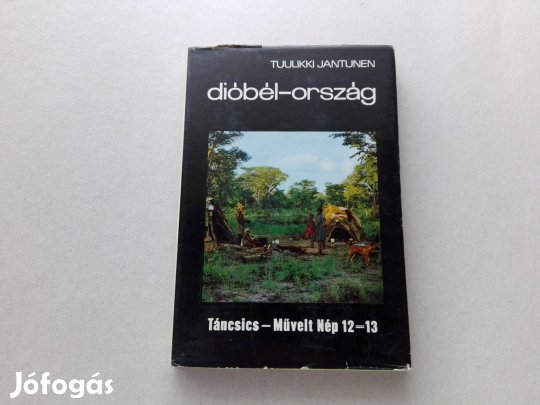 TUULIKKI JANTUNEN
dióbél-ország
Táncsics – Művelt Nép 12–13
Jófogás